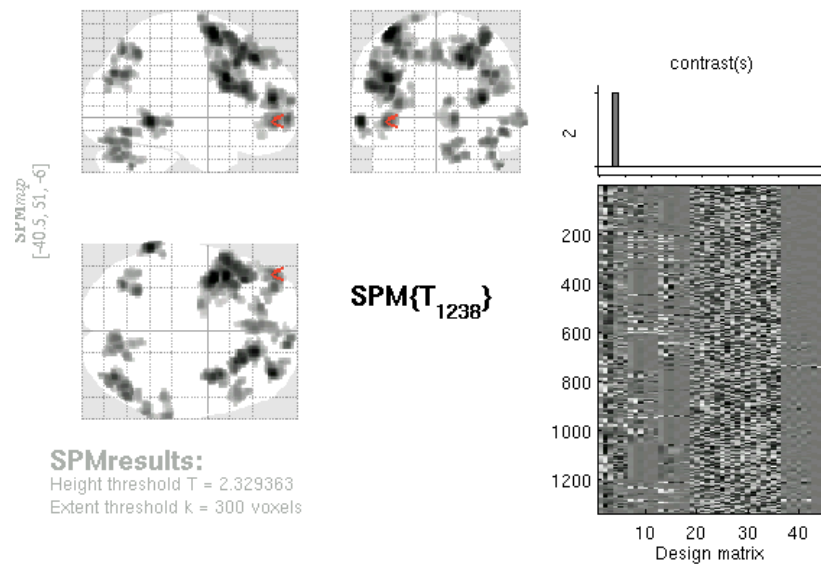 contrast(s)
2
SPMmip
[-40.5, 51, -6]
<
<
<
SPM{T1238}
SPMresults:
Height threshold T = 2.329363
Extent threshold k = 300 voxels
200
400
600
800
1000
1200
10 20 30 40
Design matrix